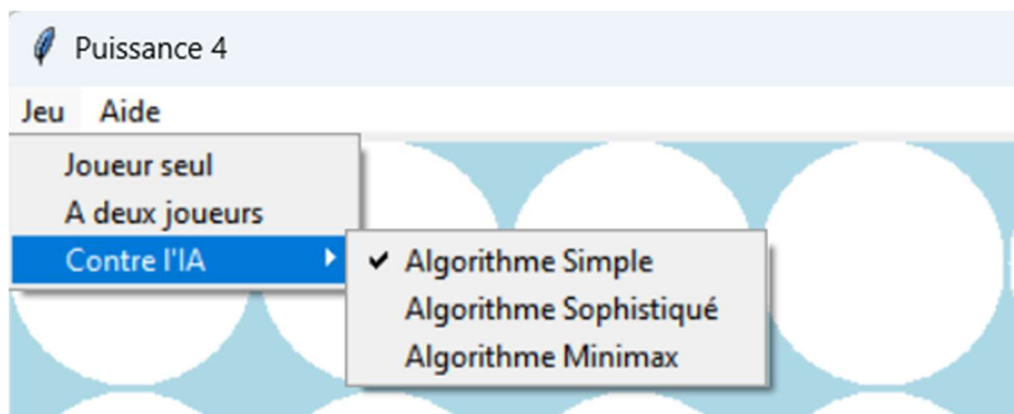 Puissance 4
Jeu Aide
Joueur seul
A deux joueurs
Contre l'IA
Algorithme Simple
Algorithme Sophistiqué
Algorithme Minimax